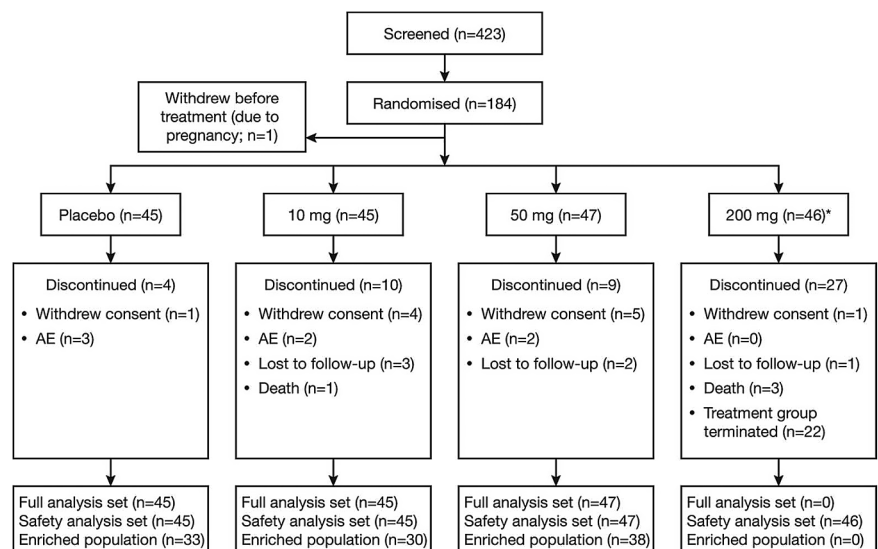 Screened (n=423)
Withdrew before
treatment (due to
pregnancy; n=1)
Randomised (n=184)
Placebo (n=45)
10 mg (n=45)
50 mg (n=47)
200 mg (n=46)*
Discontinued (n=4)
• Withdrew consent (n=1)
• AE (n=3)
Discontinued (n=10)
• Withdrew consent (n=4)
• AE (n=2)
• Lost to follow-up (n=3)
• Death (n=1)
Discontinued (n=9)
• Withdrew consent (n=5)
• AE (n=2)
• Lost to follow-up (n=2)
Discontinued (n=27)
• Withdrew consent (n=1)
• AE (n=0)
• Lost to follow-up (n=1)
• Death (n=3)
• Treatment group
terminated (n=22)
Full analysis set (n=45)
Safety analysis set (n=45)
Enriched population (n=33)
Full analysis set (n=45)
Safety analysis set (n=45)
Enriched population (n=30)
Full analysis set (n=47)
Safety analysis set (n=47)
Enriched population (n=38)
Full analysis set (n=0)
Safety analysis set (n=46)
Enriched population (n=0)